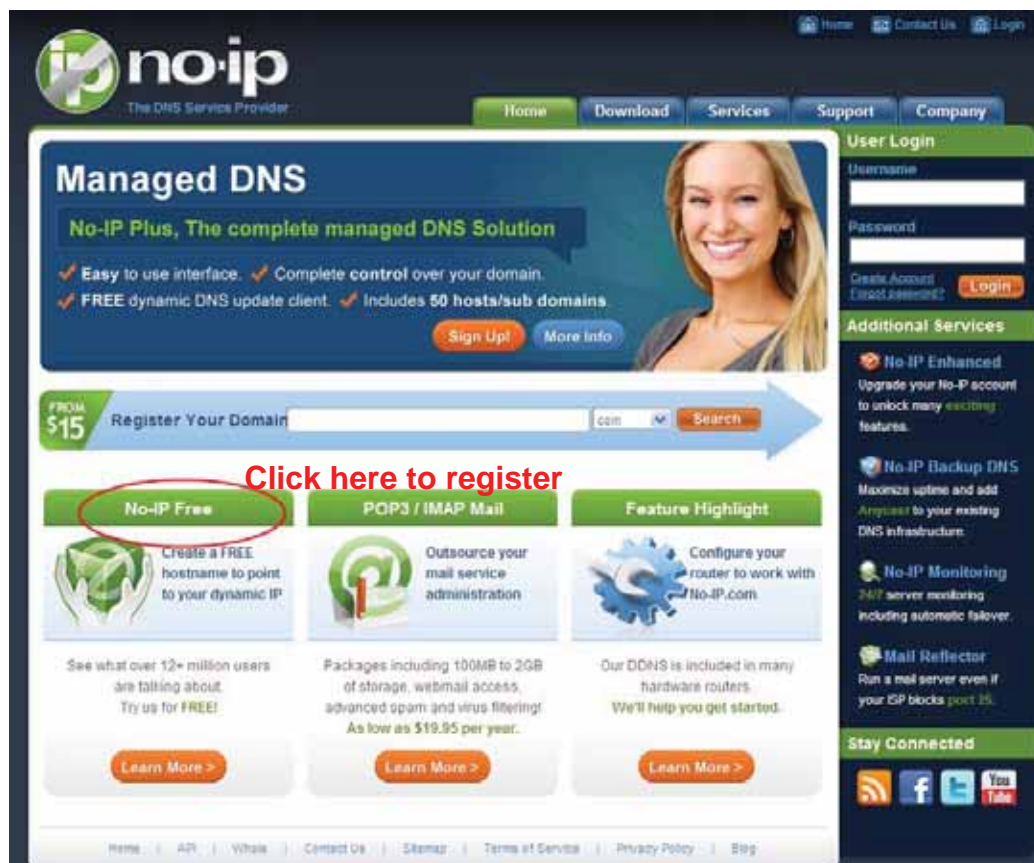 Home Contact Us Login
ip no·ip
The DNS Service Provider
Home Download Services Support Company
Managed DNS
No-IP Plus, The complete managed DNS Solution
Easy to use interface. Complete control over your domain.
FREE dynamic DNS update client. Includes 50 hosts/sub domains.
Sign Up! More Info
User Login
Username
Password
Create Account
Forgot password?
Login
FROM
$15
Register Your Domain
com
Search
Click here to register
No-IP Free
Create a FREE
hostname to point
to your dynamic IP
See what over 12+ million users
are talking about.
Try us for FREE!
Learn More >
POP3 / IMAP Mail
Outsource your
mail service
administration
Packages including 100MB to 2GB
of storage, webmail access,
advanced spam and virus filtering!
As low as $19.95 per year.
Learn More >
Feature Highlight
Configure your
router to work with
No-IP.com
Our DDNS is included in many
hardware routers.
We'll help you get started.
Learn More >
Additional Services
No-IP Enhanced
Upgrade your No-IP account
to unlock many exciting
features.
No-IP Backup DNS
Maximize uptime and add
Anycast to your existing
DNS infrastructure.
No-IP Monitoring
24/7 server monitoring
including automatic failover.
Mail Reflector
Run a mail server even if
your ISP blocks port 25.
Stay Connected
You
Tube
Home | API | Whois | Contact Us | Sitemap | Terms of Service | Privacy Policy | Blog